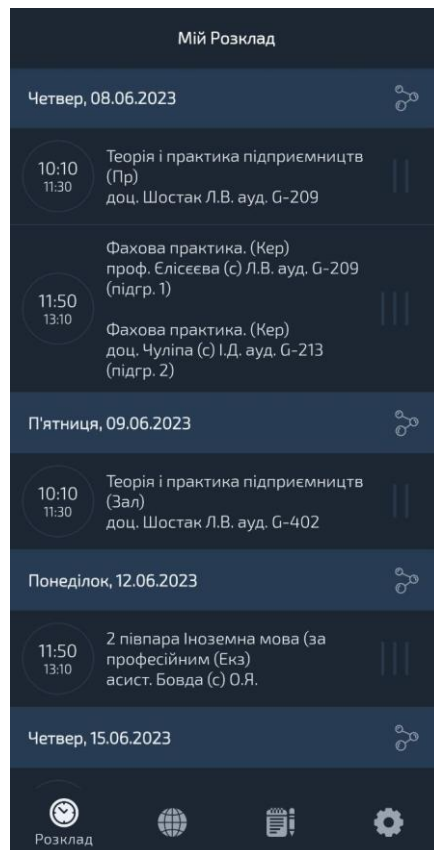 Мій Розклад
Четвер, 08.06.2023
10:10
11:30
Теорія і практика підприємництв
(Пр)
доц. Шостак Л.В. ауд. G-209
11:50
13:10
Фахова практика. (Кер)
проф. Єлісєєва (с) Л.В. ауд. G-209
(підгр. 1)
Фахова практика. (Кер)
доц. Чуліпа (с) І.Д. ауд. G-213
(підгр. 2)
П'ятниця, 09.06.2023
10:10
11:30
Теорія і практика підприємництв
(Зал)
доц. Шостак Л.В. ауд. G-402
Понеділок, 12.06.2023
11:50
13:10
2 півпара Іноземна мова (за
професійним (Екз)
асист. Бовда (с) О.Я.
Четвер, 15.06.2023
Розклад